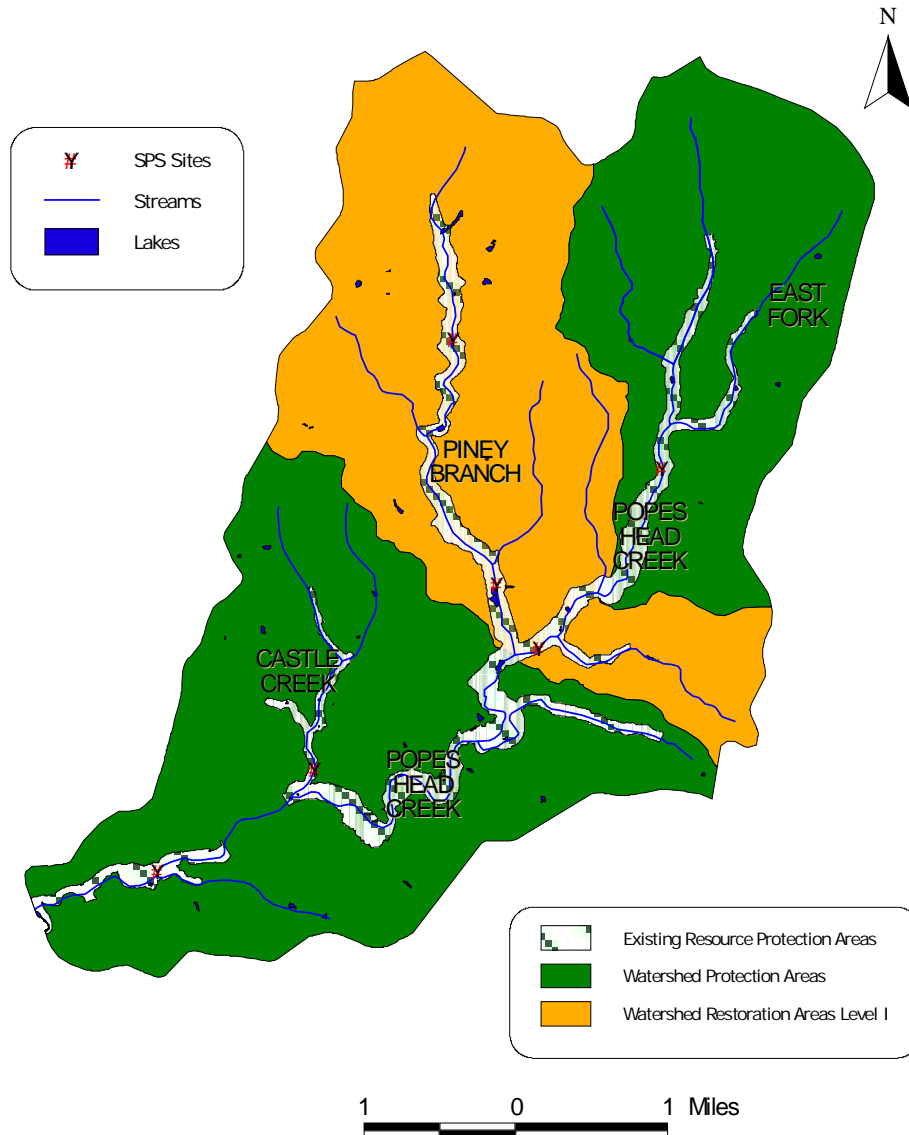 N
SPS Sites
Streams
Lakes
EAST
FORK
PINEY
BRANCH
POPES
HEAD
CREEK
CASTLE
CREEK
POPES
HEAD
CREEK
Existing Resource Protection Areas
Watershed Protection Areas
Watershed Restoration Areas Level I
1 0 1 Miles